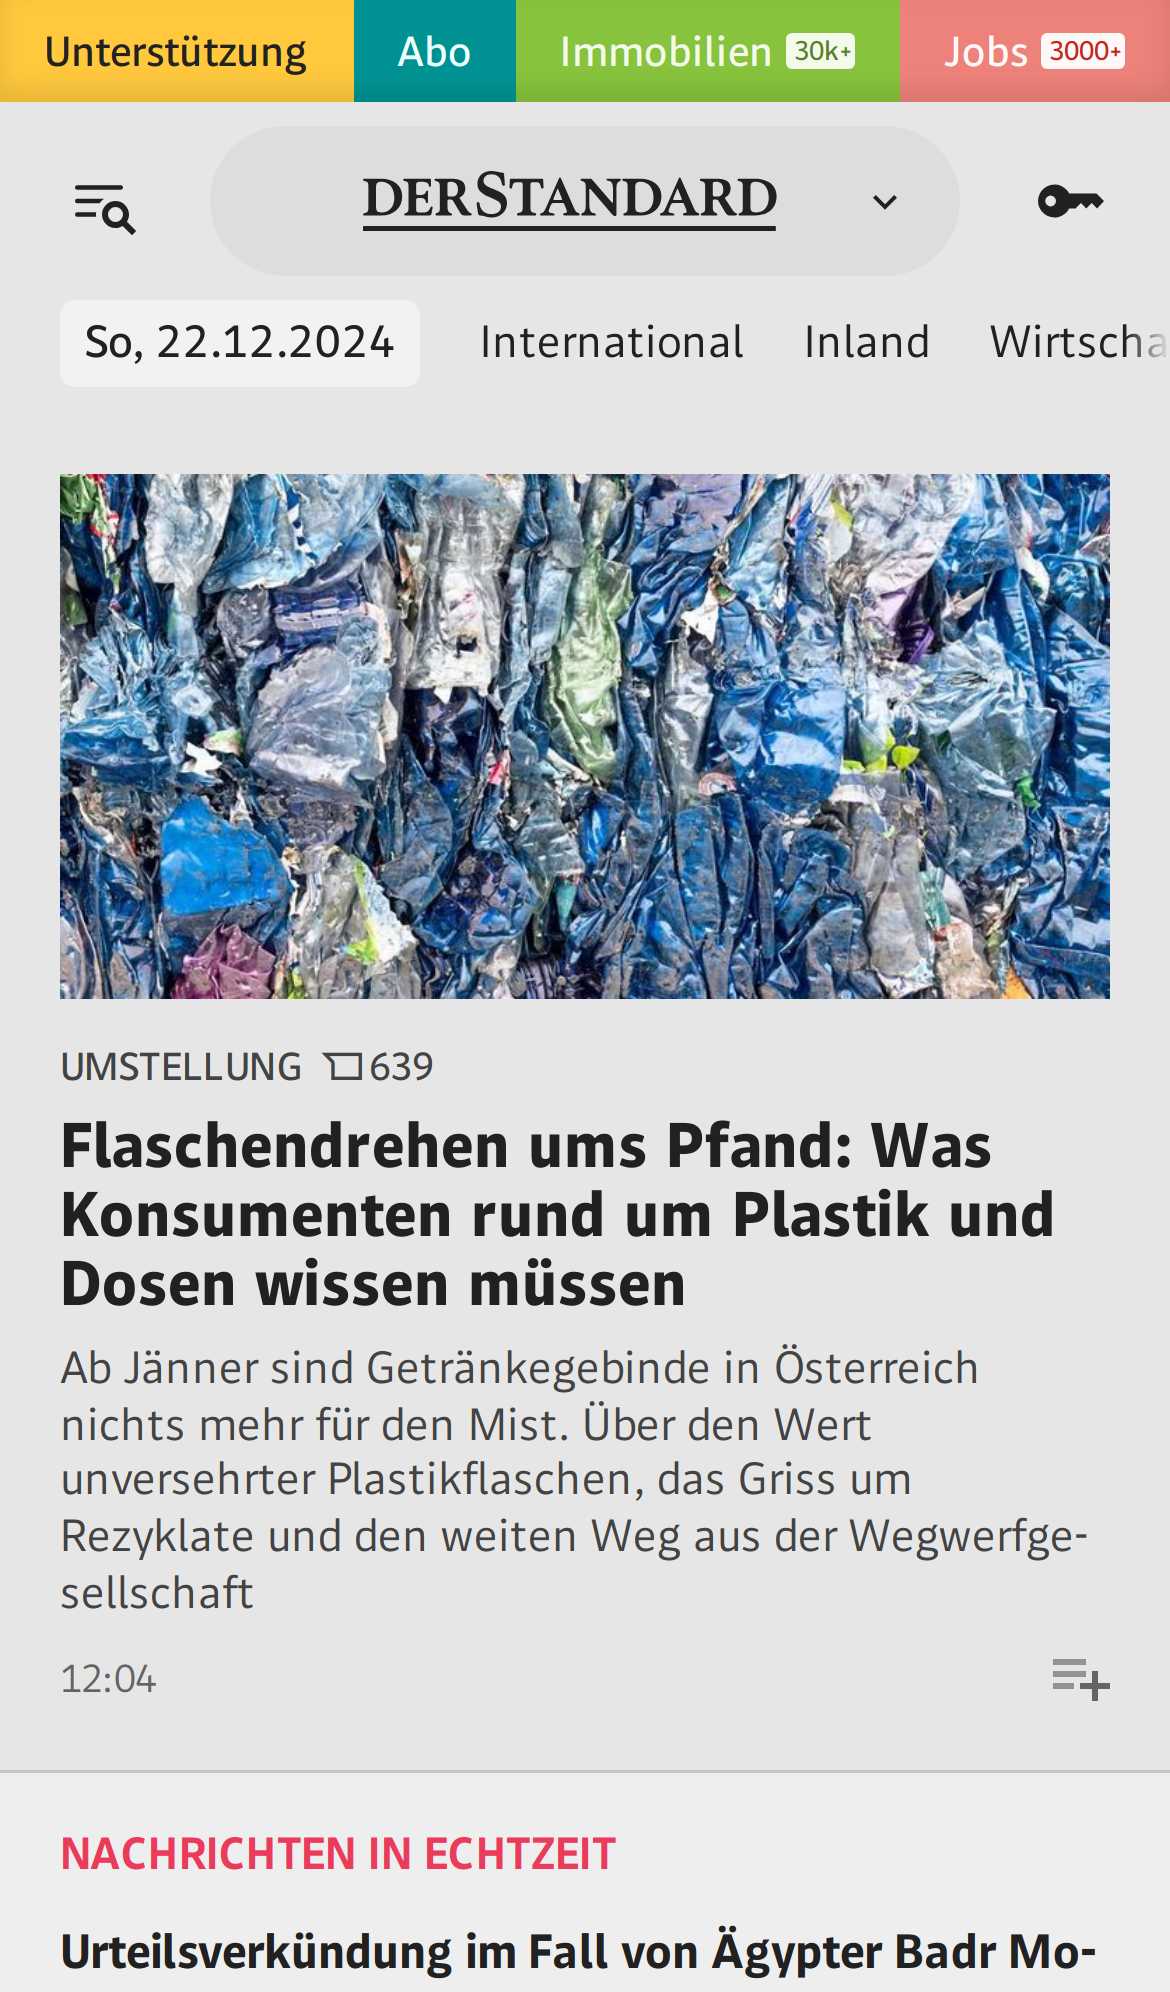 Unterstützung Abo Immobilien 30k+ Jobs 3000+
DERSTANDARD
So, 22.12.2024 International Inland Wirtscha
UMSTELLUNG 639
Flaschendrehen ums Pfand: Was
Konsumenten rund um Plastik und
Dosen wissen müssen
Ab Jänner sind Getränkegebinde in Österreich
nichts mehr für den Mist. Über den Wert
unversehrter Plastikflaschen, das Griss um
Rezyklate und den weiten Weg aus der Wegwerfge-
sellschaft
12:04
NACHRICHTEN IN ECHTZEIT
Urteilsverkündung im Fall von Ägypter Badr Mo-